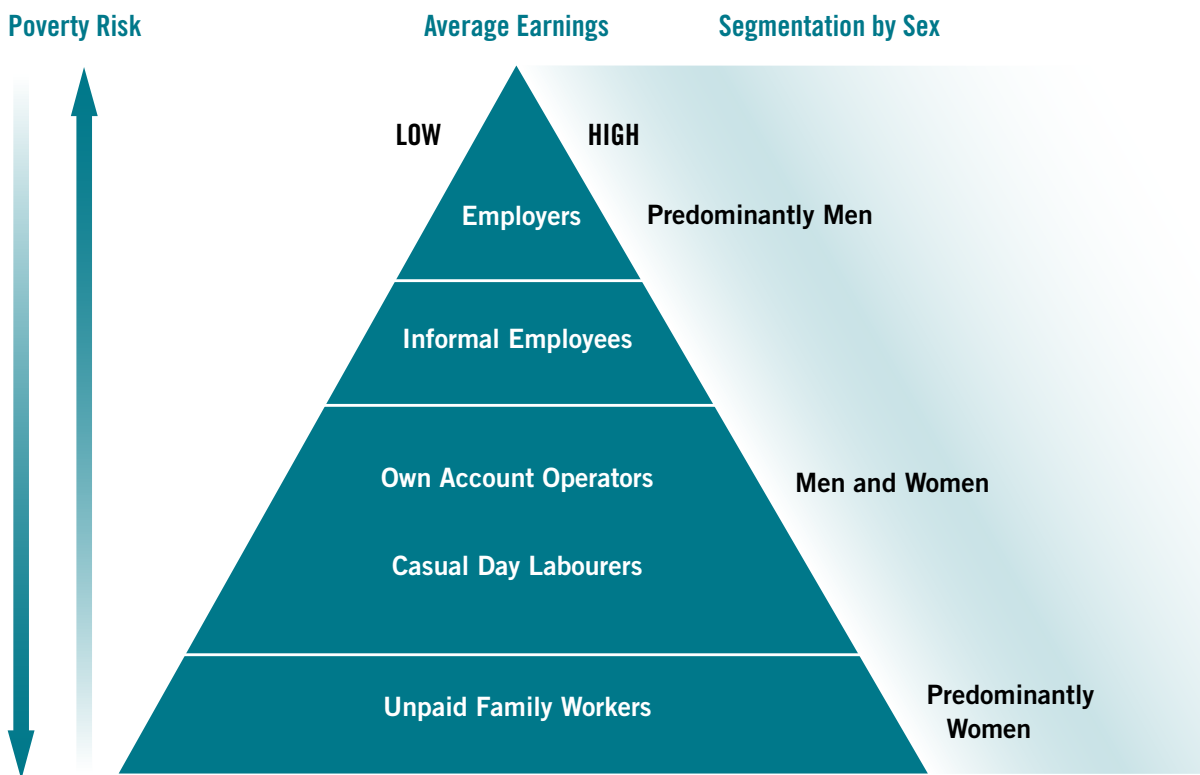 Poverty Risk
Average Earnings
Segmentation by Sex
LOW
HIGH
Employers
Predominantly Men
Informal Employees
Own Account Operators
Men and Women
Casual Day Labourers
Unpaid Family Workers
Predominantly
Women